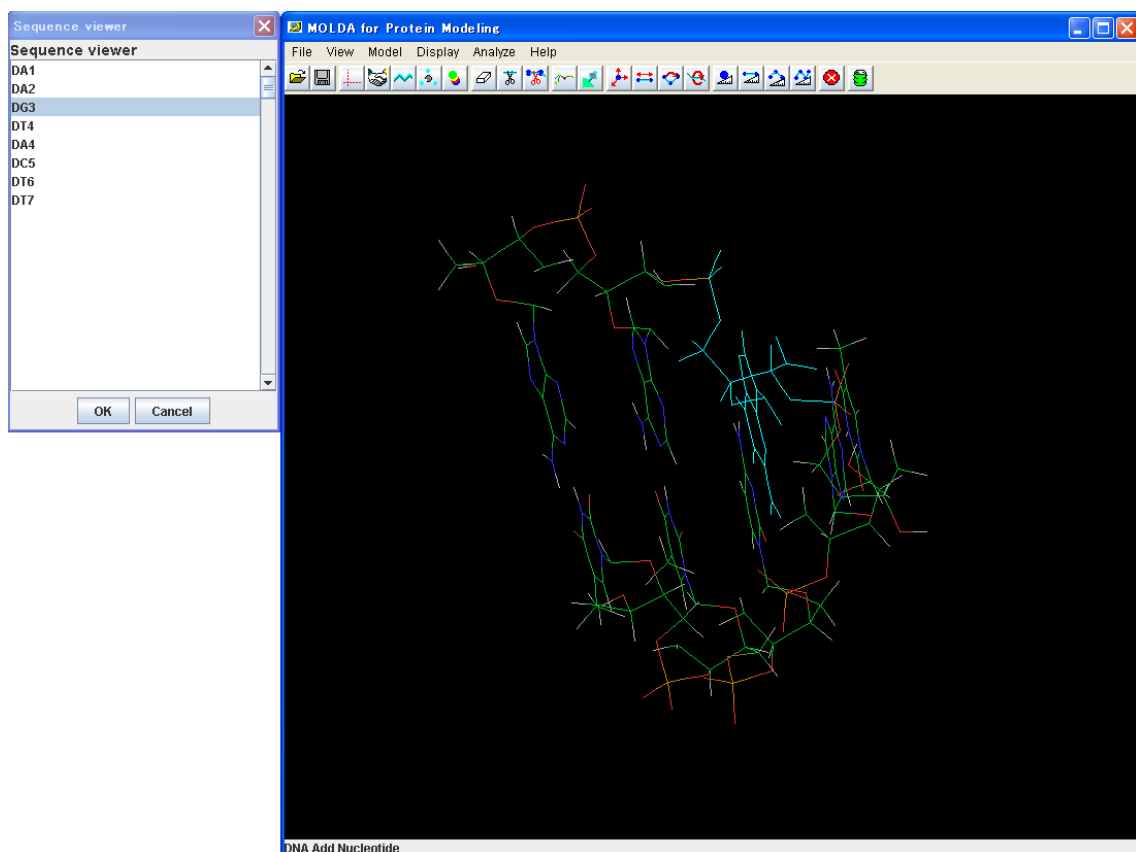 Sequence viewer
Sequence viewer
DA1
DA2
DG3
DT4
DA4
DC5
DT6
DT7
OK Cancel
MOLDA for Protein Modeling
File View Model Display Analyze Help
DNA Add Nucleotide